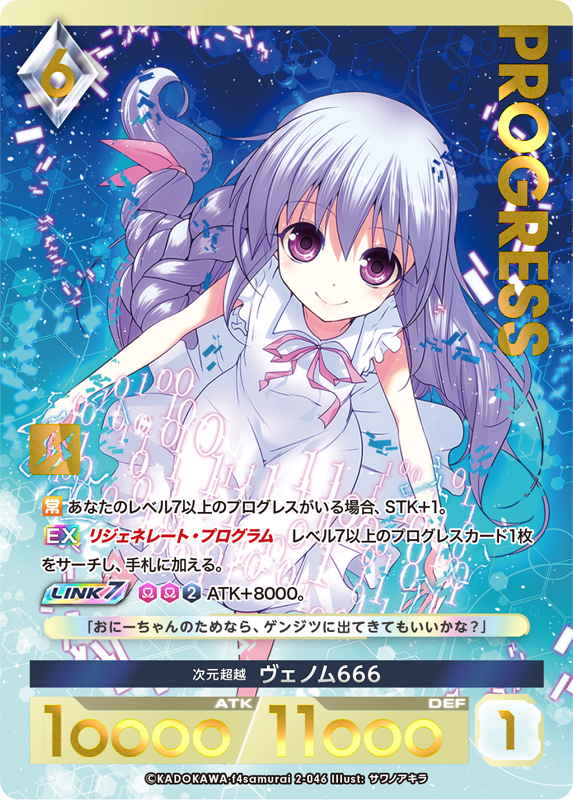 6
PROGRESS
常 あなたのレベル7以上のプログレスがいる場合、STK+1。
EX リジェネレート・プログラム レベル7以上のプログレスカード1枚
をサーチし、手札に加える。
LINK 7 Ω Ω 2 ATK+8000。
「おにーちゃんのためなら、ゲンジツに出てきてもいいかな?」
次元超越 ヴェノム666
ATK DEF
10000 11000 1
©KADOKAWA・f4samurai 2-046 Illust: サワノアキラ